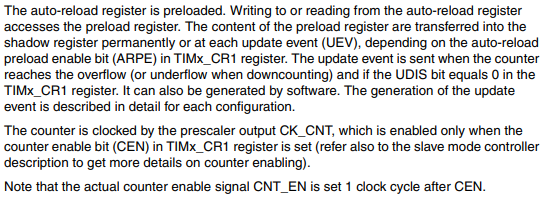 The auto-reload register is preloaded. Writing to or reading from the auto-reload register
accesses the preload register. The content of the preload register are transferred into the
shadow register permanently or at each update event (UEV), depending on the auto-reload
preload enable bit (ARPE) in TIMx_CR1 register. The update event is sent when the counter
reaches the overflow (or underflow when downcounting) and if the UDIS bit equals 0 in the
TIMx_CR1 register. It can also be generated by software. The generation of the update
event is described in detail for each configuration.
The counter is clocked by the prescaler output CK_CNT, which is enabled only when the
counter enable bit (CEN) in TIMx_CR1 register is set (refer also to the slave mode controller
description to get more details on counter enabling).
Note that the actual counter enable signal CNT_EN is set 1 clock cycle after CEN.